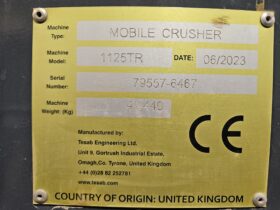 Machine Type: MOBILE CRUSHER
Machine Model: 1125TR DATE: 06/2023
Serial Number: 79557-6467
Machine Weight: (Kg)
Manufactured by:
Tesab Engineering Ltd.
Unit 9, Gortrush Industrial Estate,
Omagh, Co. Tyrone, United Kingdom
+44 (0)28 82 252781
www.tesab.com
CE
COUNTRY OF ORIGIN: UNITED KINGDOM